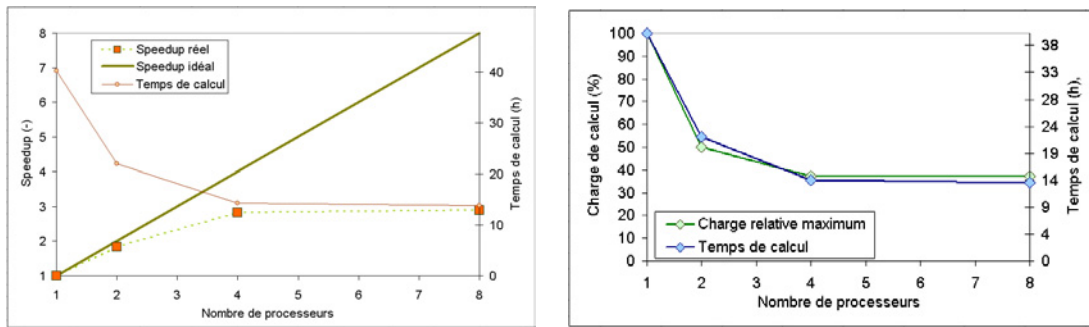 Speedup (-)
8
7
6
5
4
3
2
1
Speedup réel
Speedup idéal
Temps de calcul
40
30
20
10
0
Temps de calcul (h)
1 2 3 4 5 6 7 8
Nombre de processeurs
Charge de calcul (%)
100
90
80
70
60
50
40
30
20
10
0
Charge relative maximum
Temps de calcul
38
33
28
24
19
14
9
4
0
Temps de calcul (h),
1 2 3 4 5 6 7 8
Nombre de processeurs